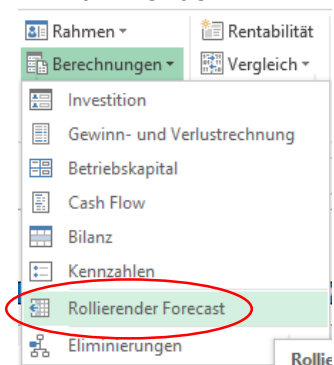 Rahmen
Rentabilität
Berechnungen
Vergleich
Investition
Gewinn- und Verlustrechnung
Betriebskapital
Cash Flow
Bilanz
Kennzahlen
Rollierender Forecast
Eliminierungen
Rollie